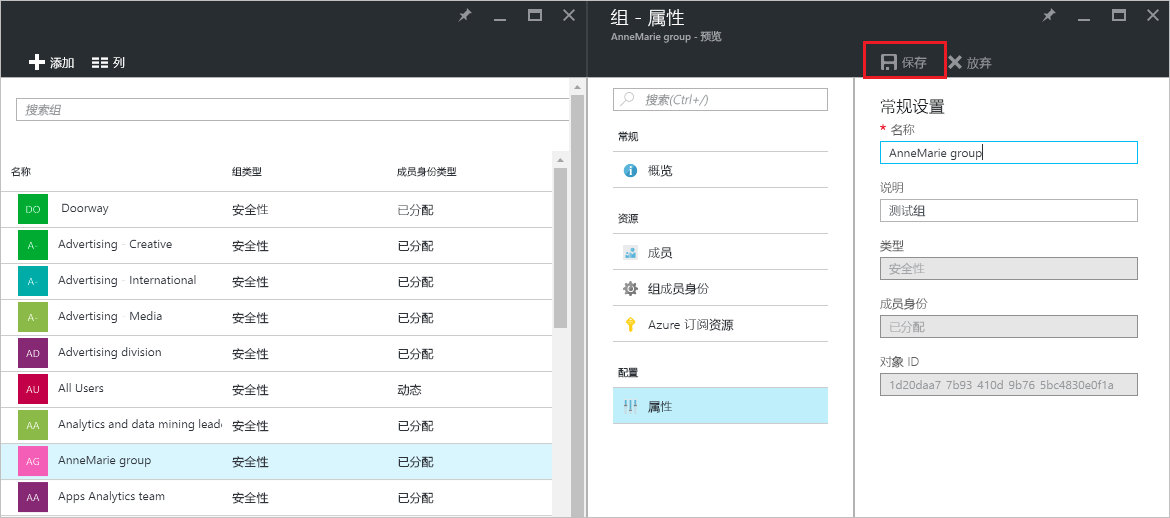 添加 列
搜索组
名称 组类型 成员身份类型
DO Doorway 安全性 已分配
A- Advertising - Creative 安全性 已分配
A- Advertising - International 安全性 已分配
A- Advertising - Media 安全性 已分配
AD Advertising division 安全性 已分配
AU All Users 安全性 动态
AA Analytics and data mining leade 安全性 已分配
AG AnneMarie group 安全性 已分配
AA Apps Analytics team 安全性 已分配
组 - 属性
AnneMarie group - 预览
保存 放弃
搜索(Ctrl+/)
常规
概览
资源
成员
组成员身份
Azure 订阅资源
配置
属性
常规设置
* 名称
AnneMarie group
说明
测试组
类型
安全性
成员身份
已分配
对象 ID
1d20daa7 7b93 410d 9b76 5bc4830e0f1a